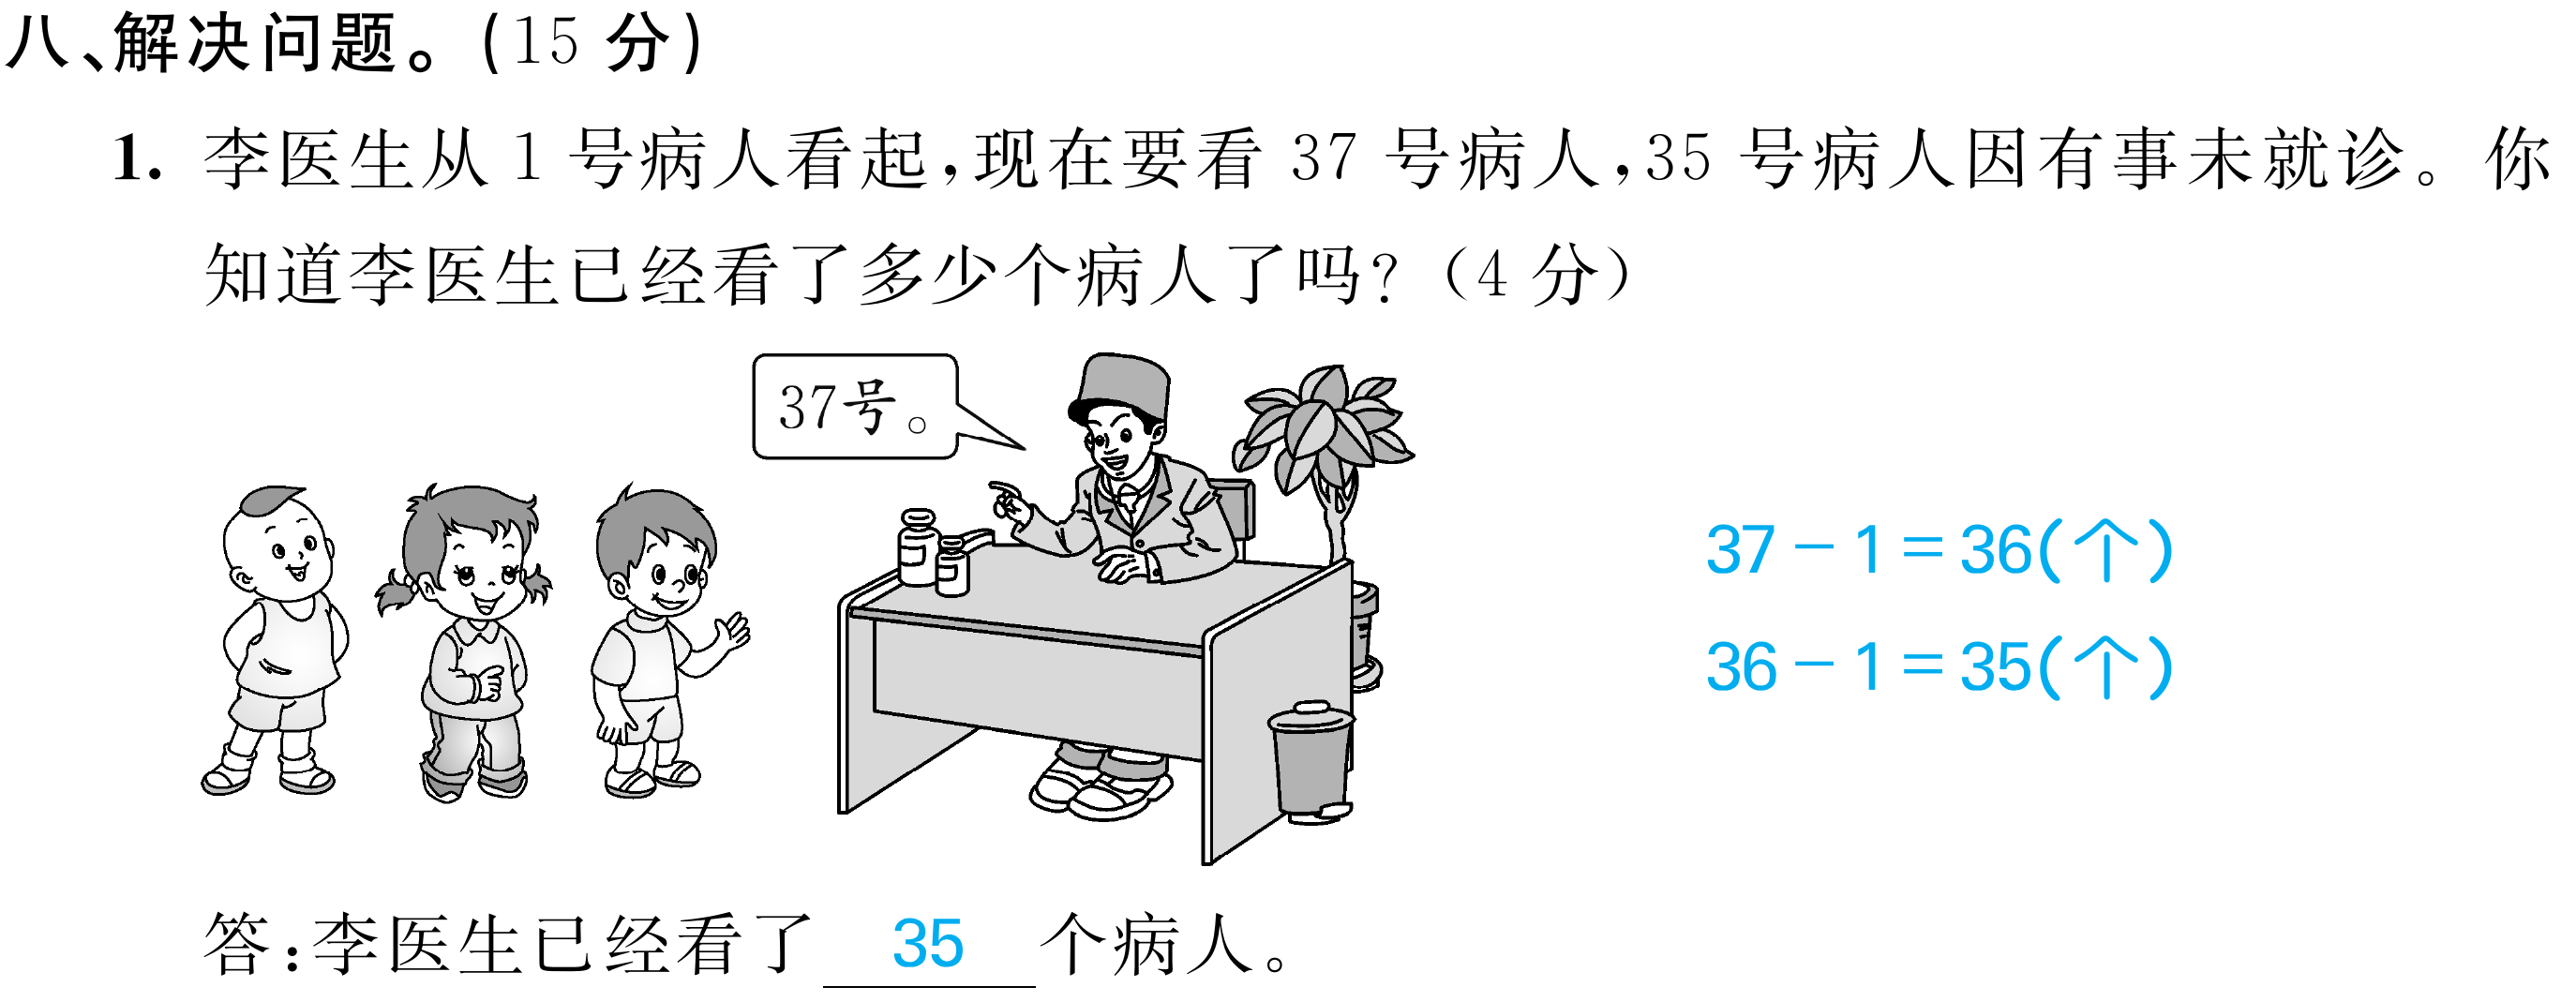 八、解决问题。(15 分)
1. 李医生从 1 号病人看起,现在要看 37 号病人,35 号病人因有事未就诊。你
知道李医生已经看了多少个病人了吗?(4 分)
37号。
37 - 1 = 36(个)
36 - 1 = 35(个)
答:李医生已经看了 35 个病人。